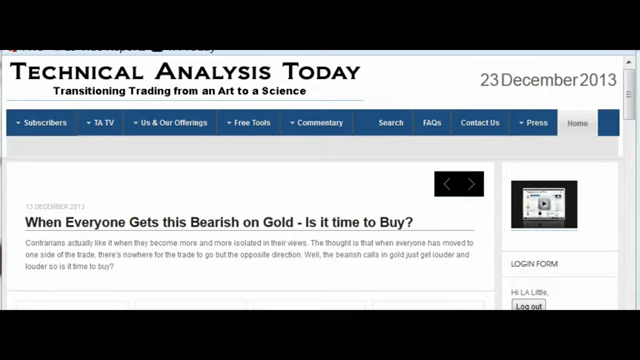 TECHNICAL ANALYSIS TODAY
Transitioning Trading from an Art to a Science
23 December 2013
Subscribers TA TV Us & Our Offerings Free Tools Commentary Search FAQs Contact Us Press Home
13 DECEMBER 2013
When Everyone Gets this Bearish on Gold - Is it time to Buy?
Contrarians actually like it when they become more and more isolated in their views. The thought is that when everyone has moved to
one side of the trade, there's nowhere for the trade to go but the opposite direction. Well, the bearish calls in gold just get louder and
louder so is it time to buy?
LOGIN FORM
Hi LA Little,
Log out